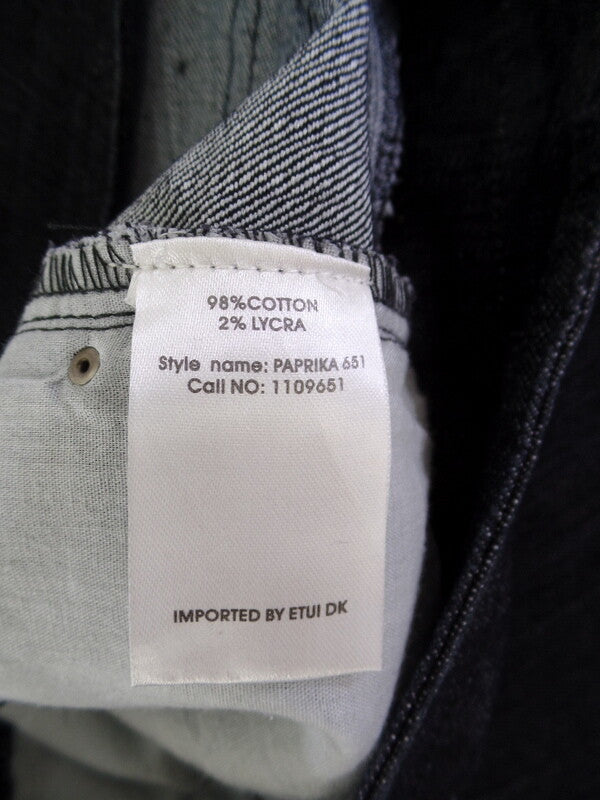 98%COTTON
2% LYCRA
Style name: PAPRIKA 651
Call NO: 1109651
IMPORTED BY ETUI DK